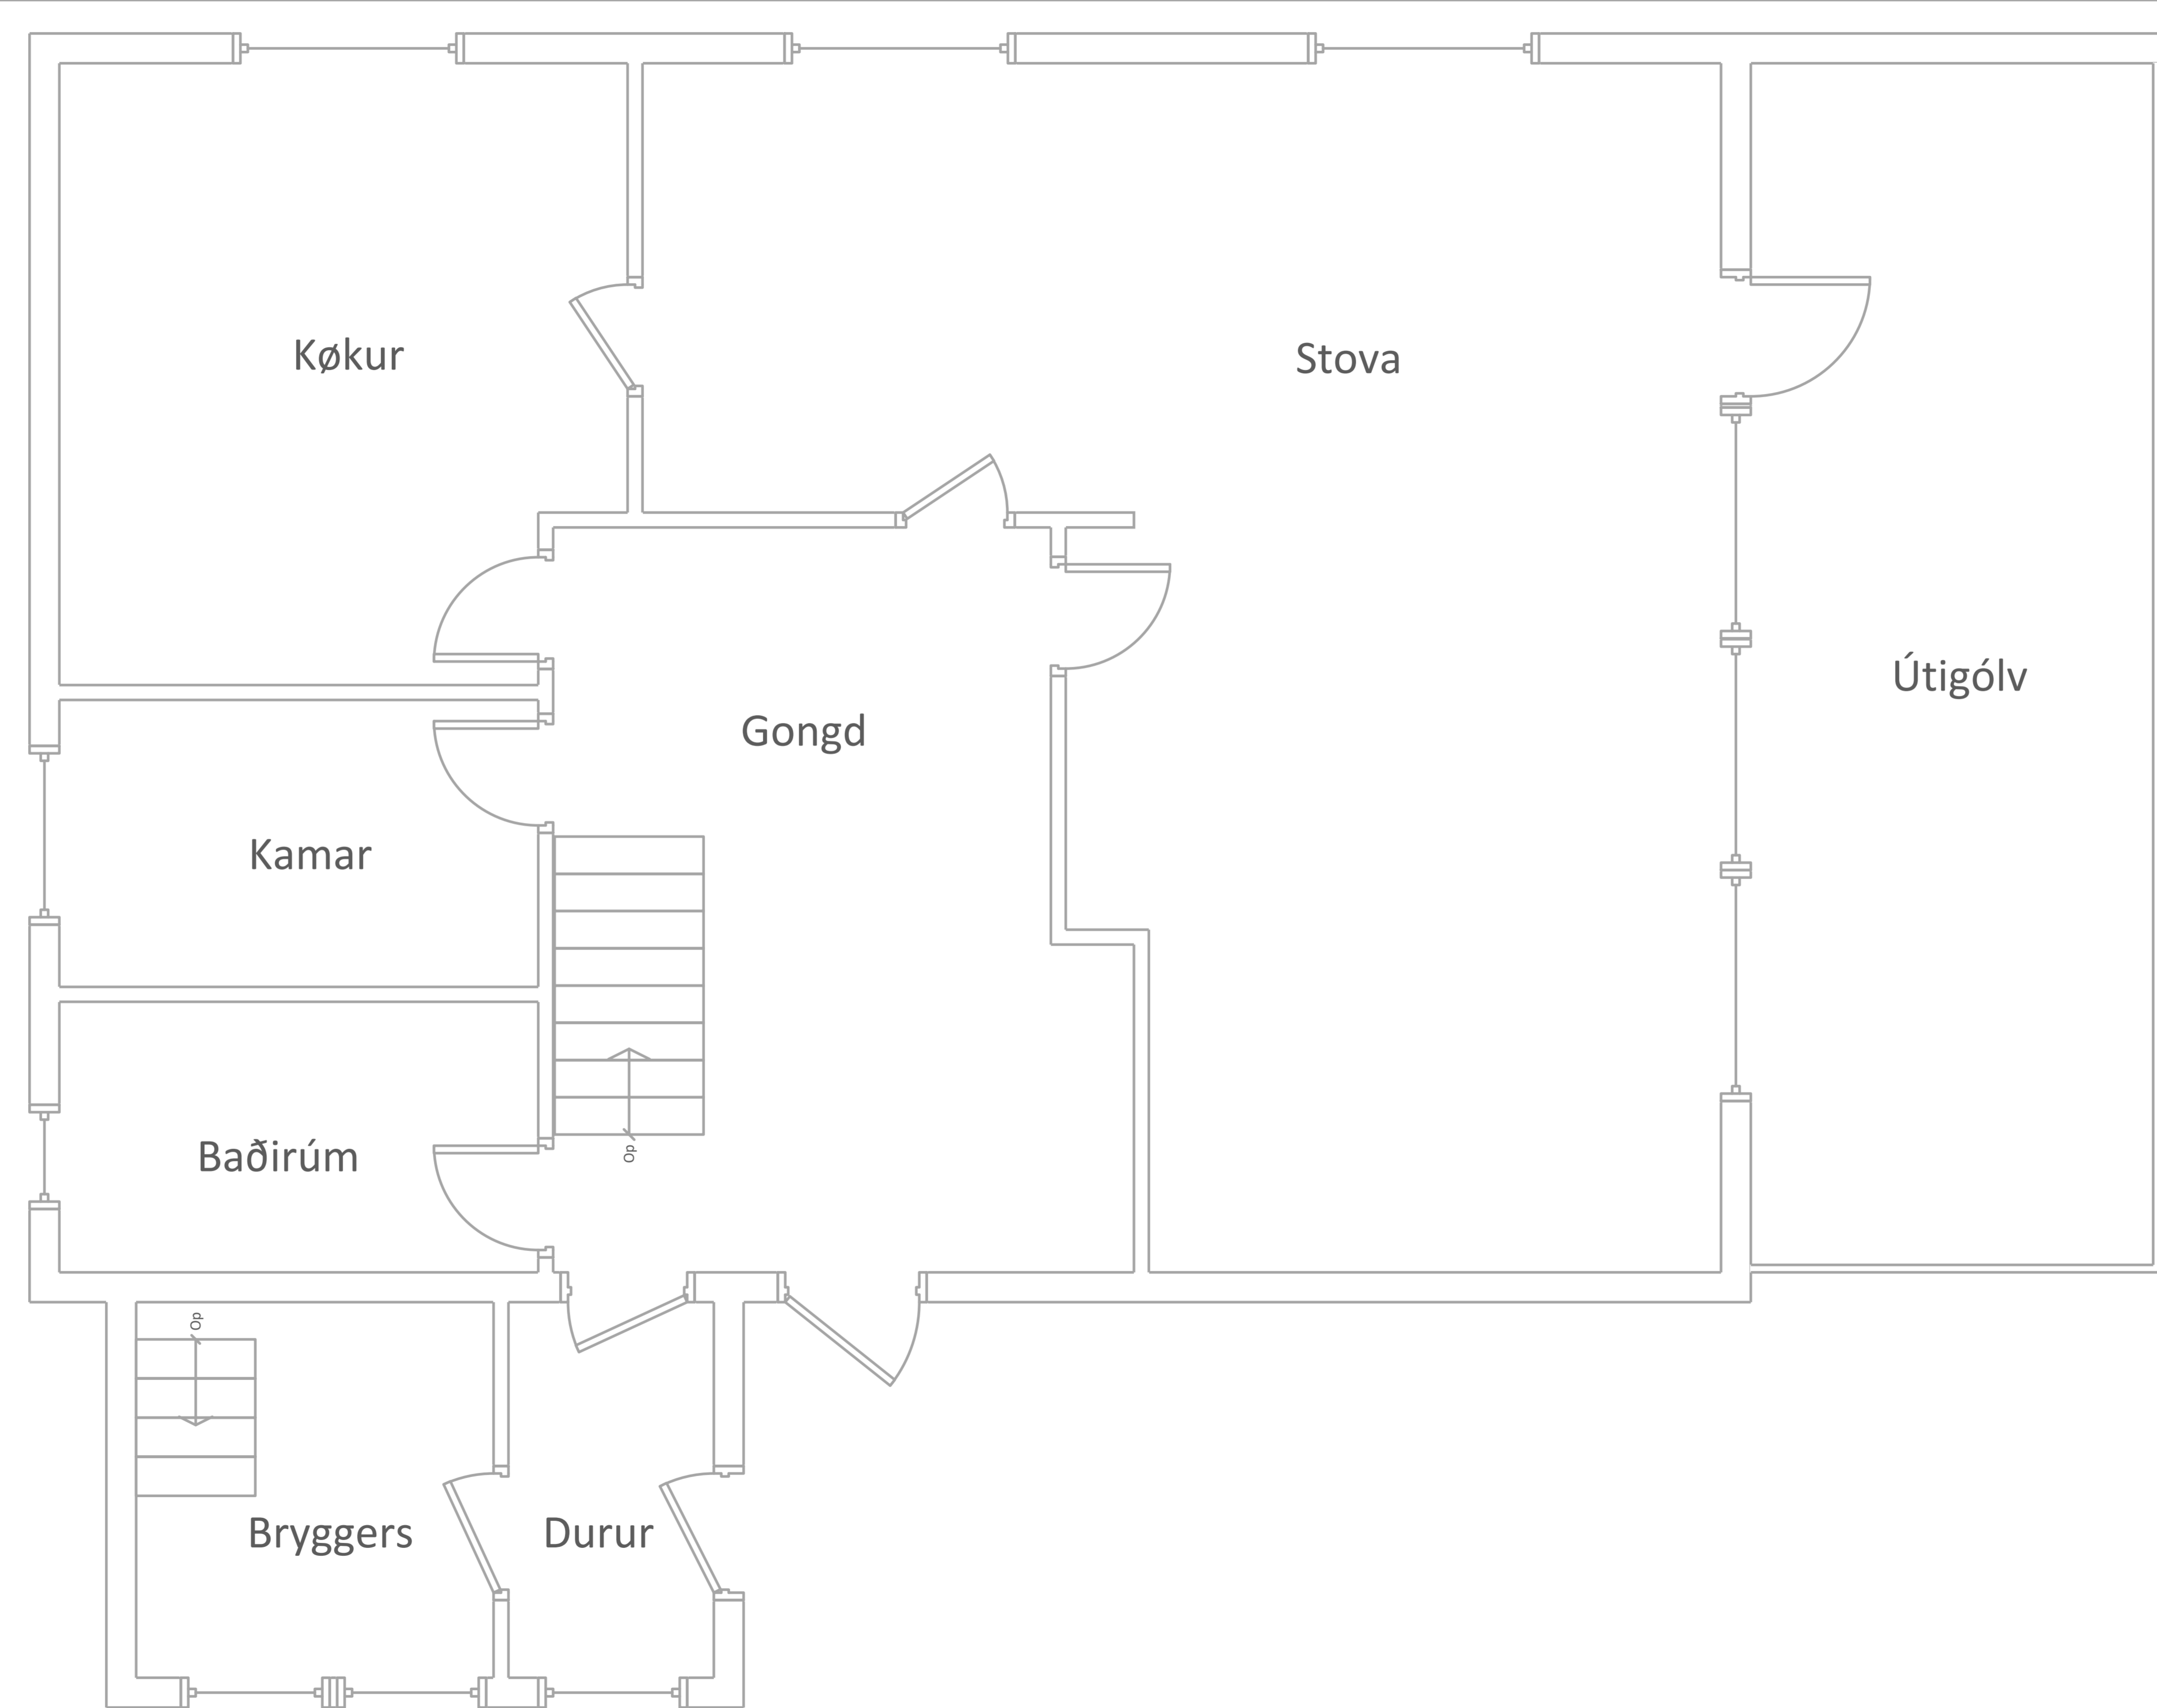 Køkur
Stova
Útigólv
Gongd
Kamar
Baðirúm
Op
Op
Bryggers
Durur